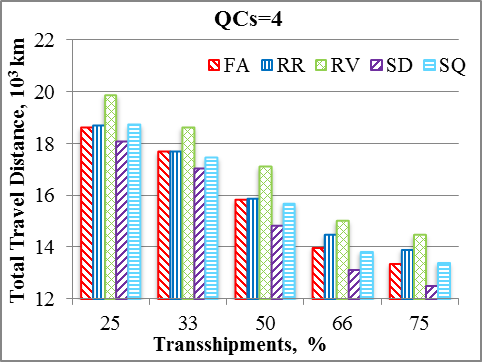 QCs=4
Total Travel Distance, 10³ km
22
20
18
16
14
12
FA RR RV SD SQ
25 33 50 66 75
Transshipments, %